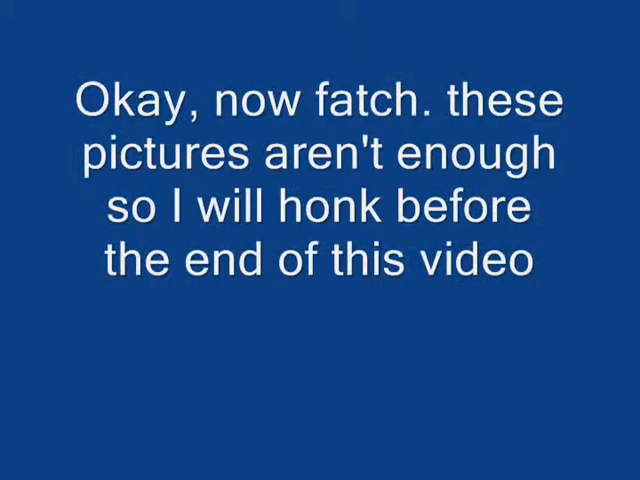 Okay, now fatch. these
pictures aren't enough
so I will honk before
the end of this video